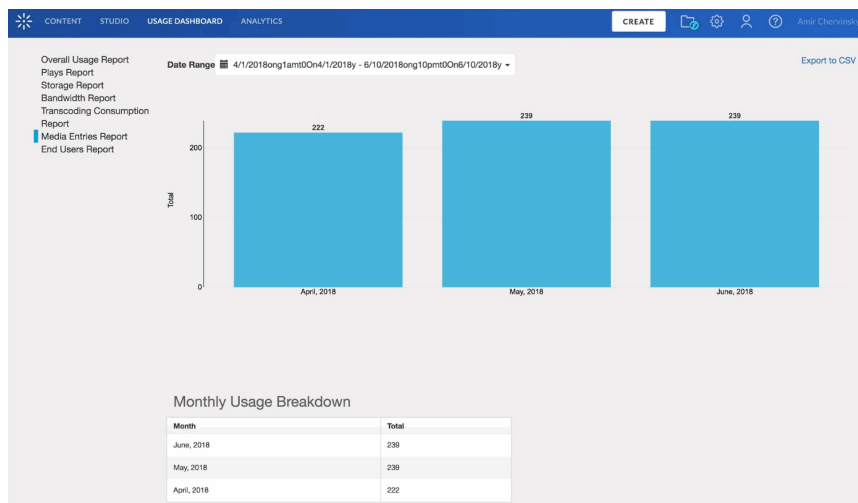 CONTENT STUDIO USAGE DASHBOARD ANALYTICS CREATE Amir Chervinsky
Overall Usage Report
Plays Report
Storage Report
Bandwidth Report
Transcoding Consumption
Report
Media Entries Report
End Users Report
Date Range 4/1/2018ong1amt0On4/1/2018y - 6/10/2018ong10pmt0On6/10/2018y
Export to CSV
222
239
239
200
100
0
Total
April, 2018
May, 2018
June, 2018
Monthly Usage Breakdown
Month Total
June, 2018 239
May, 2018 239
April, 2018 222